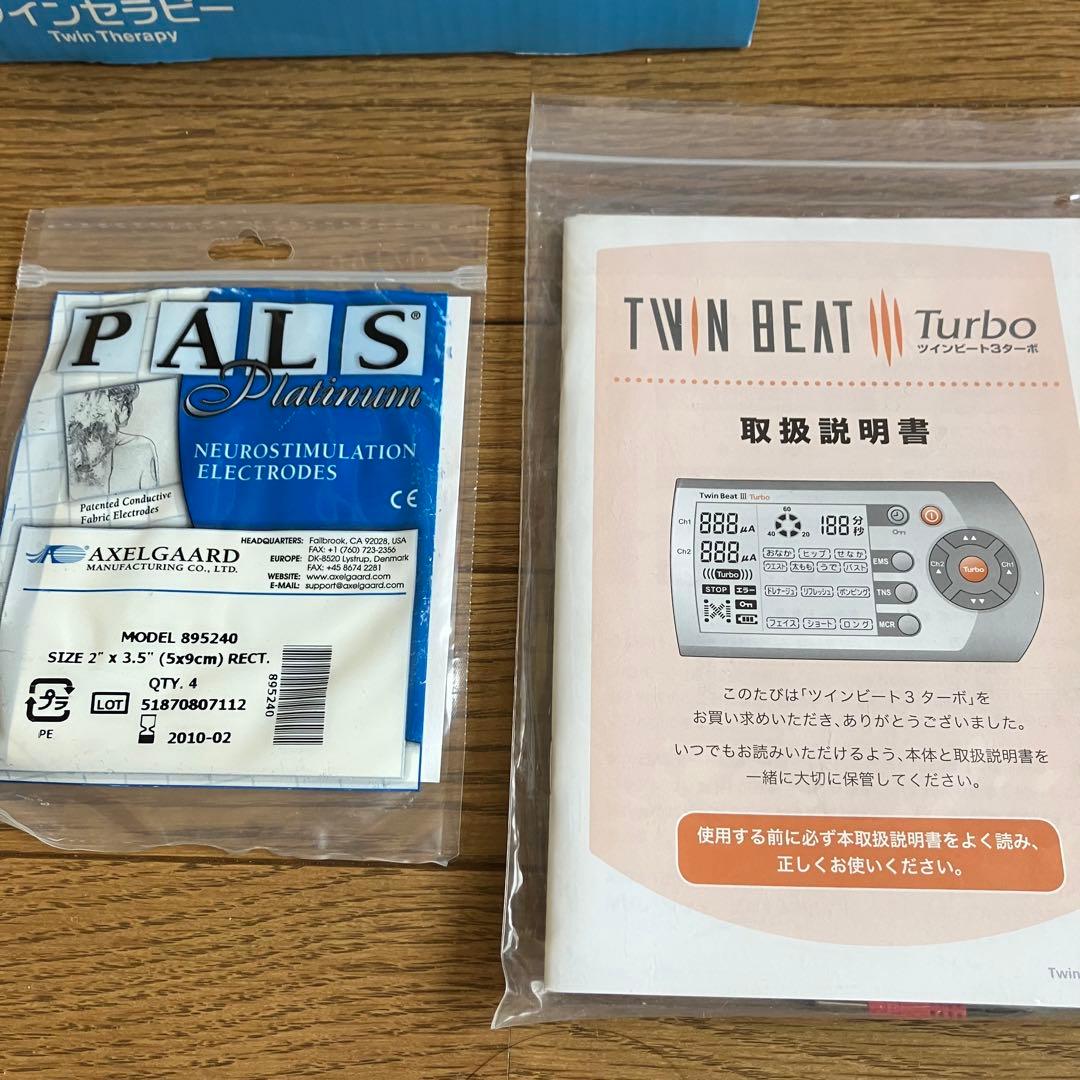 インセラピー
Twin Therapy
PALS®
Platinum
NEUROSTIMULATION
ELECTRODES
CE
Patented Conductive
Fabric Electrodes
AXELGAARD
MANUFACTURING CO., LTD.
HEADQUARTERS: Fallbrook, CA 92028, USA
FAX: +1 (760) 723-2356
EUROPE: DK-8520 Lystrup, Denmark
FAX: +45 8674 2281
WEBSITE: www.axelgaard.com
E-MAIL: support@axelgaard.com
MODEL 895240
SIZE 2" x 3.5" (5x9cm) RECT.
QTY. 4
プラ
PE
LOT 51870807112
2010-02
895240
TWIN BEAT III Turbo
ツインビート3ターボ
取扱説明書
Twin Beat III Turbo
Ch1 888 μA
60
40 20
188 分
秒
Ch2 888 μA
(((Turbo)))
STOP エラー
おなか ヒップ せなか
ウエスト 太もも うで バスト
ドレナージュ リフレッシュ ポンピング
フェイス ショート ロング
EMS
TNS
MCR
Ch2 Turbo Ch1
このたびは「ツインビート3 ターボ」を
お買い求めいただき、ありがとうございました。
いつでもお読みいただけるよう、本体と取扱説明書を
一緒に大切に保管してください。
使用する前に必ず本取扱説明書をよく読み、
正しくお使いください。
Twin